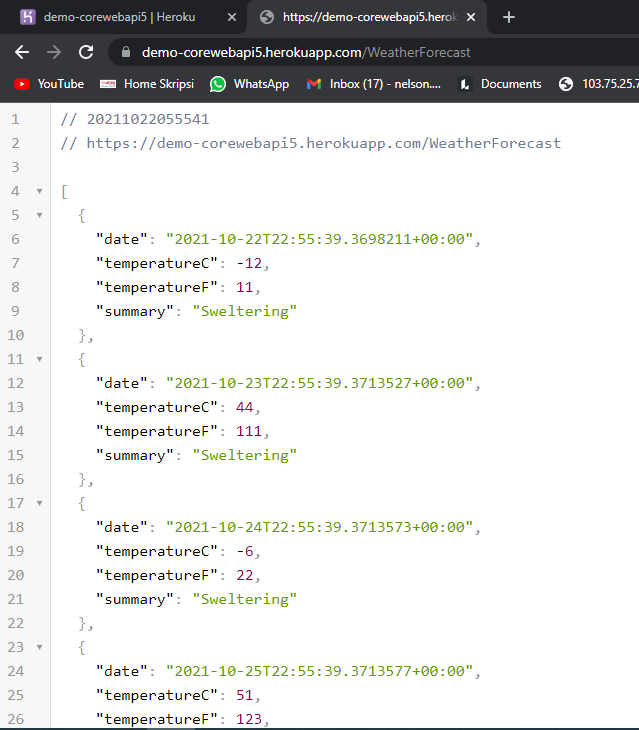 demo-corewebapi5 | Heroku
https://demo-corewebapi5.herok
demo-corewebapi5.herokuapp.com/WeatherForecast
YouTube
Home Skripsi
WhatsApp
Inbox (17) - nelson....
Documents
103.75.25.7
1 // 20211022055541
2 // https://demo-corewebapi5.herokuapp.com/WeatherForecast
3
4 [
5 {
6 "date": "2021-10-22T22:55:39.3698211+00:00",
7 "temperatureC": -12,
8 "temperatureF": 11,
9 "summary": "Sweltering"
10 },
11 {
12 "date": "2021-10-23T22:55:39.3713527+00:00",
13 "temperatureC": 44,
14 "temperatureF": 111,
15 "summary": "Sweltering"
16 },
17 {
18 "date": "2021-10-24T22:55:39.3713573+00:00",
19 "temperatureC": -6,
20 "temperatureF": 22,
21 "summary": "Sweltering"
22 },
23 {
24 "date": "2021-10-25T22:55:39.3713577+00:00",
25 "temperatureC": 51,
26 "temperatureF": 123,